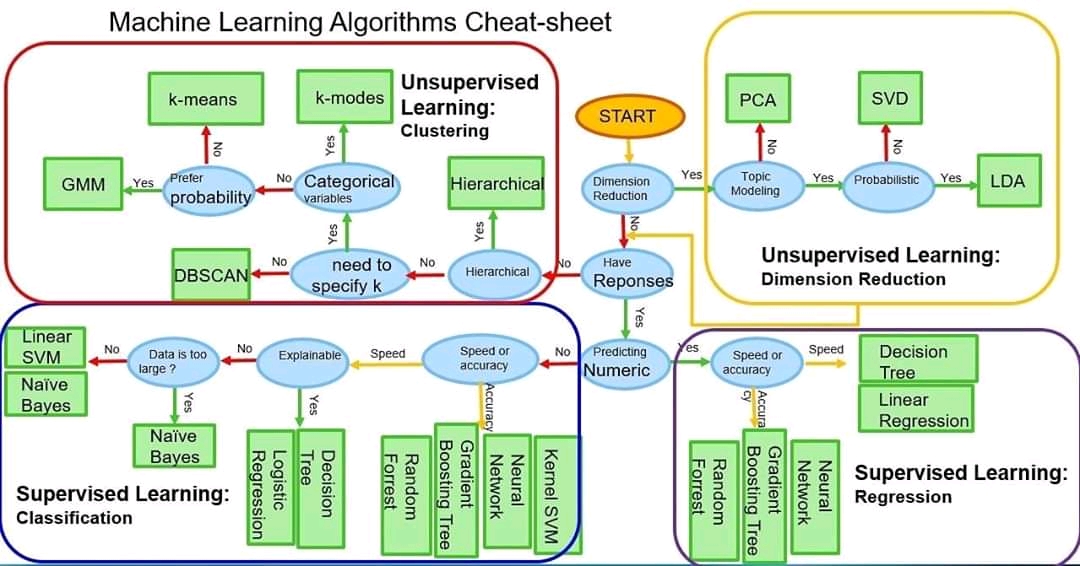 Machine Learning Algorithms Cheat-sheet
Unsupervised
Learning:
Clustering
k-means
k-modes
No
Yes
GMM
Yes
Prefer
probability
No
Categorical
variables
Hierarchical
Yes
Yes
DBSCAN
No
need to
specify k
No
Hierarchical
No
START
Dimension
Reduction
Yes
No
Have
Reponses
Yes
PCA
SVD
No
No
Topic
Modeling
Yes
Probabilistic
Yes
LDA
Unsupervised Learning:
Dimension Reduction
Linear
SVM
Naïve
Bayes
No
Data is too
large ?
No
Explainable
Speed
Speed or
accuracy
No
Predicting
Numeric
Yes
Yes
Yes
Accuracy
Naïve
Bayes
Logistic
Regression
Decision
Tree
Random
Forrest
Gradient
Boosting Tree
Neural
Network
Kernel SVM
Supervised Learning:
Classification
Speed or
accuracy
Speed
Decision
Tree
Linear
Regression
Accura
cy
Random
Forrest
Gradient
Boosting Tree
Neural
Network
Supervised Learning:
Regression